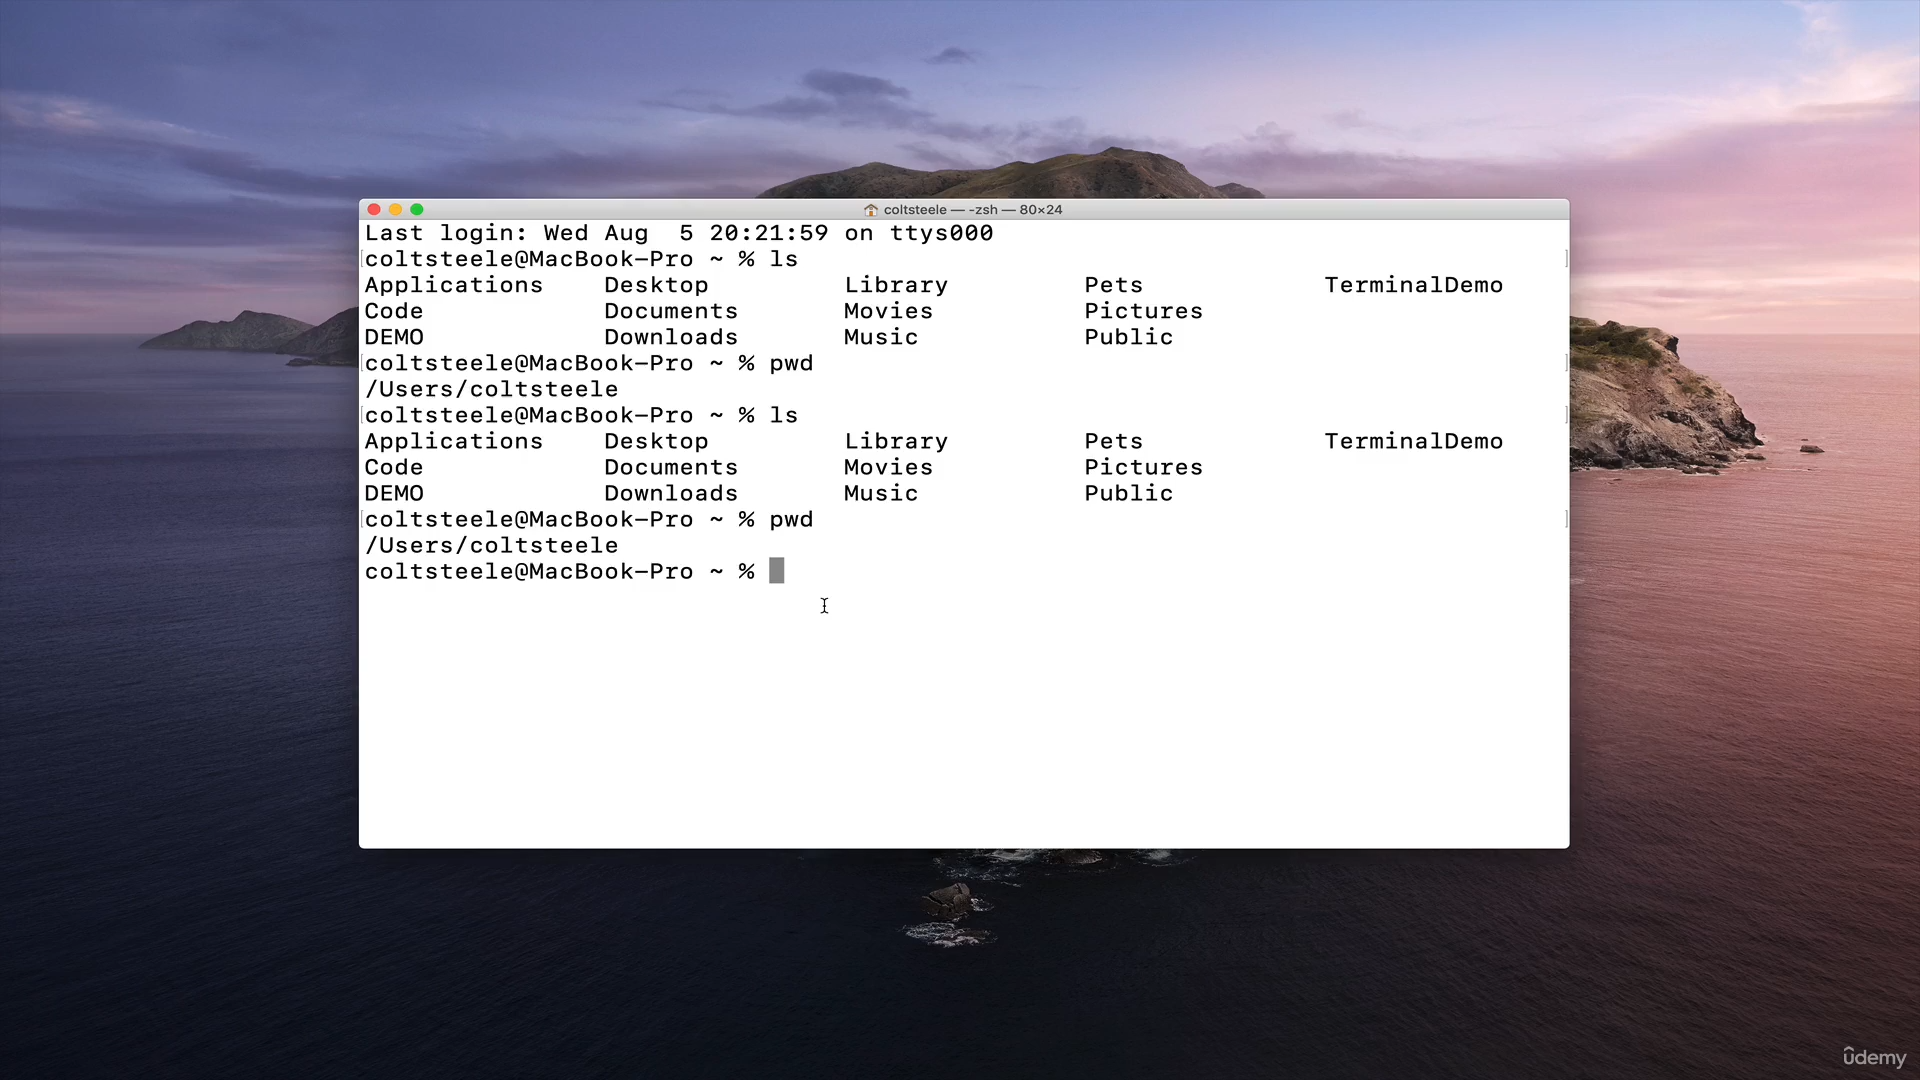 coltsteele — -zsh — 80×24
Last login: Wed Aug  5 20:21:59 on ttys000
coltsteele@MacBook-Pro ~ % ls
Applications    Desktop         Library         Pets            TerminalDemo
Code            Documents       Movies          Pictures
DEMO            Downloads       Music           Public
coltsteele@MacBook-Pro ~ % pwd
/Users/coltsteele
coltsteele@MacBook-Pro ~ % ls
Applications    Desktop         Library         Pets            TerminalDemo
Code            Documents       Movies          Pictures
DEMO            Downloads       Music           Public
coltsteele@MacBook-Pro ~ % pwd
/Users/coltsteele
coltsteele@MacBook-Pro ~ %
ûdemy